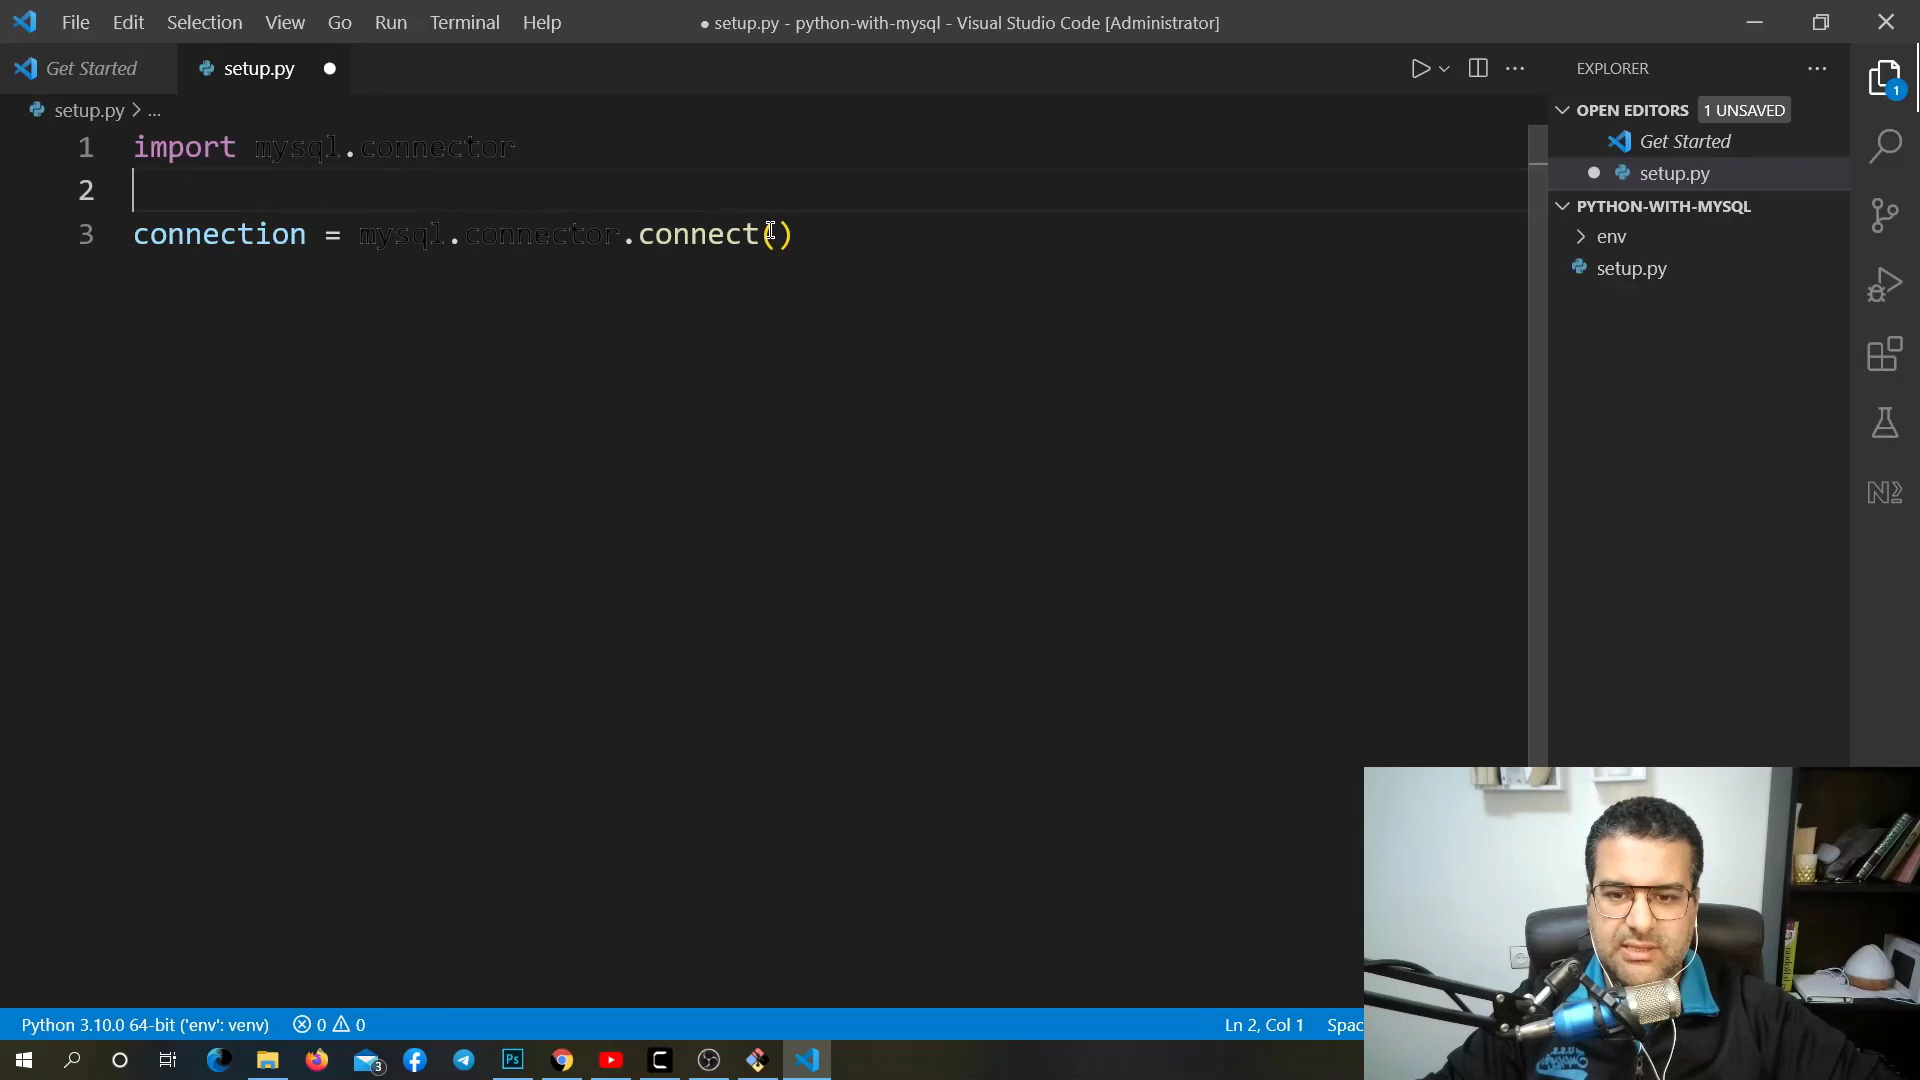 File Edit Selection View Go Run Terminal Help
● setup.py - python-with-mysql - Visual Studio Code [Administrator]
Get Started
setup.py
EXPLORER
setup.py > ...
OPEN EDITORS 1 UNSAVED
1
Get Started
setup.py
PYTHON-WITH-MYSQL
env
setup.py
1 import mysql.connector
2
3 connection = mysql.connector.connect()
Python 3.10.0 64-bit ('env': venv) 0 0
Ln 2, Col 1
Spac
3
Ps